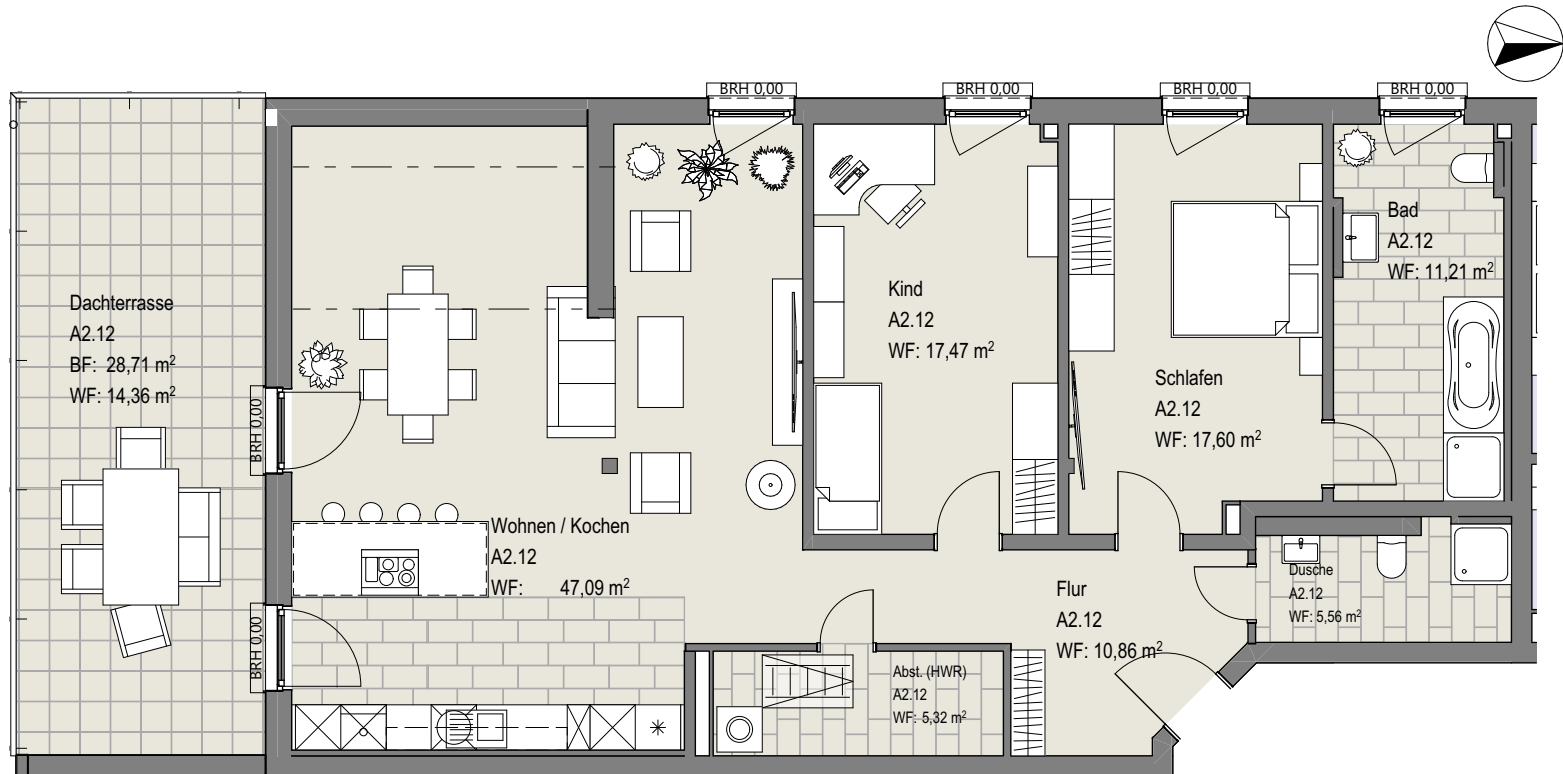 BRH 0,00
BRH 0,00
BRH 0,00
BRH 0,00
Dachterrasse
A2.12
BF: 28,71 m²
WF: 14,36 m²
BRH 0,00
BRH 0,00
Wohnen / Kochen
A2.12
WF: 47,09 m²
Kind
A2.12
WF: 17,47 m²
Schlafen
A2.12
WF: 17,60 m²
Bad
A2.12
WF: 11,21 m²
Flur
A2.12
WF: 10,86 m²
Dusche
A2.12
WF: 5,56 m²
Abst. (HWR)
A2.12
WF: 5,32 m²